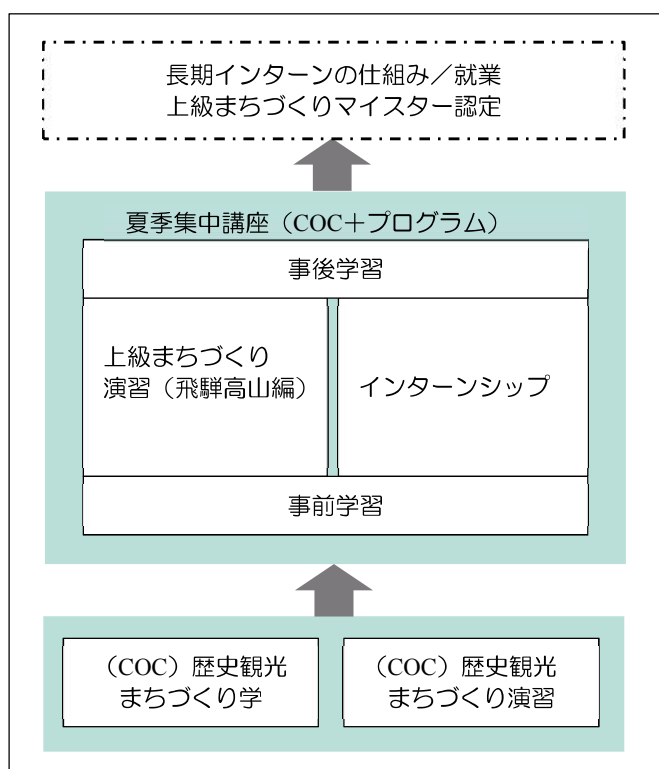 長期インターンの仕組み／就業
上級まちづくりマイスター認定
夏季集中講座（COC＋プログラム）
事後学習
上級まちづくり
演習（飛騨高山編）
インターンシップ
事前学習
（COC）歴史観光
まちづくり学
（COC）歴史観光
まちづくり演習